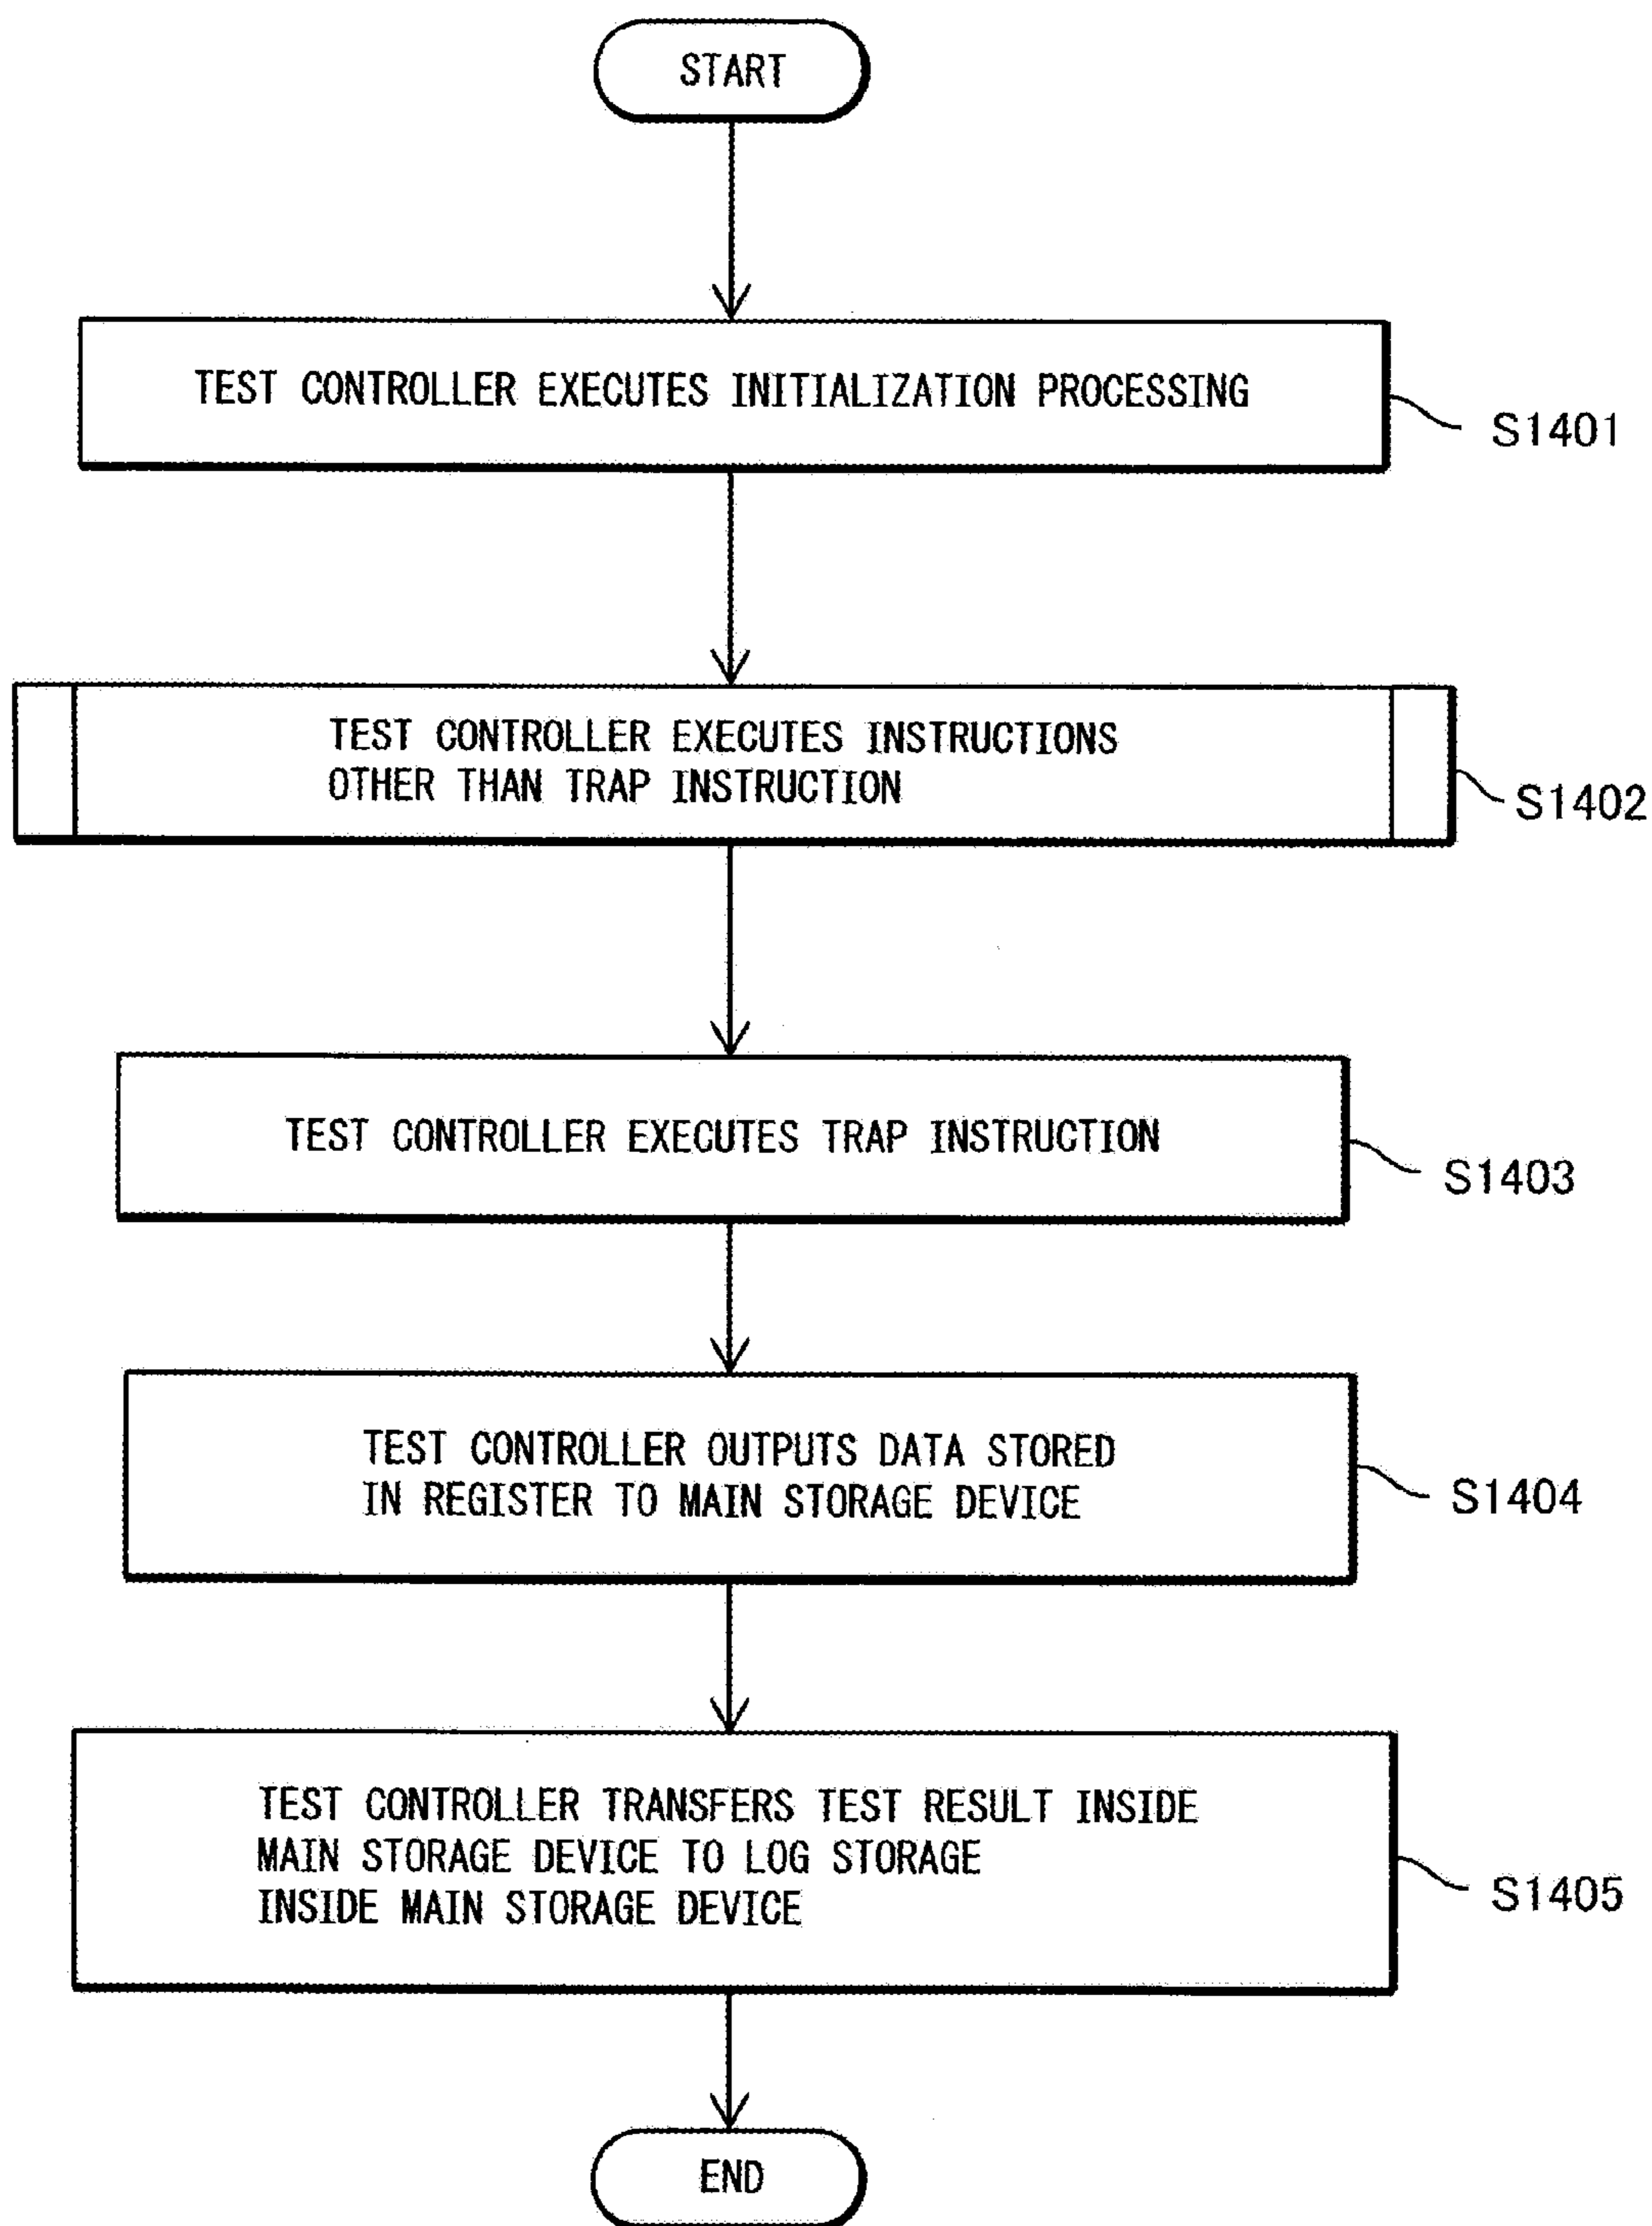 START
TEST CONTROLLER EXECUTES INITIALIZATION PROCESSING
S1401
TEST CONTROLLER EXECUTES INSTRUCTIONS
OTHER THAN TRAP INSTRUCTION
S1402
TEST CONTROLLER EXECUTES TRAP INSTRUCTION
S1403
TEST CONTROLLER OUTPUTS DATA STORED
IN REGISTER TO MAIN STORAGE DEVICE
S1404
TEST CONTROLLER TRANSFERS TEST RESULT INSIDE
MAIN STORAGE DEVICE TO LOG STORAGE
INSIDE MAIN STORAGE DEVICE
S1405
END